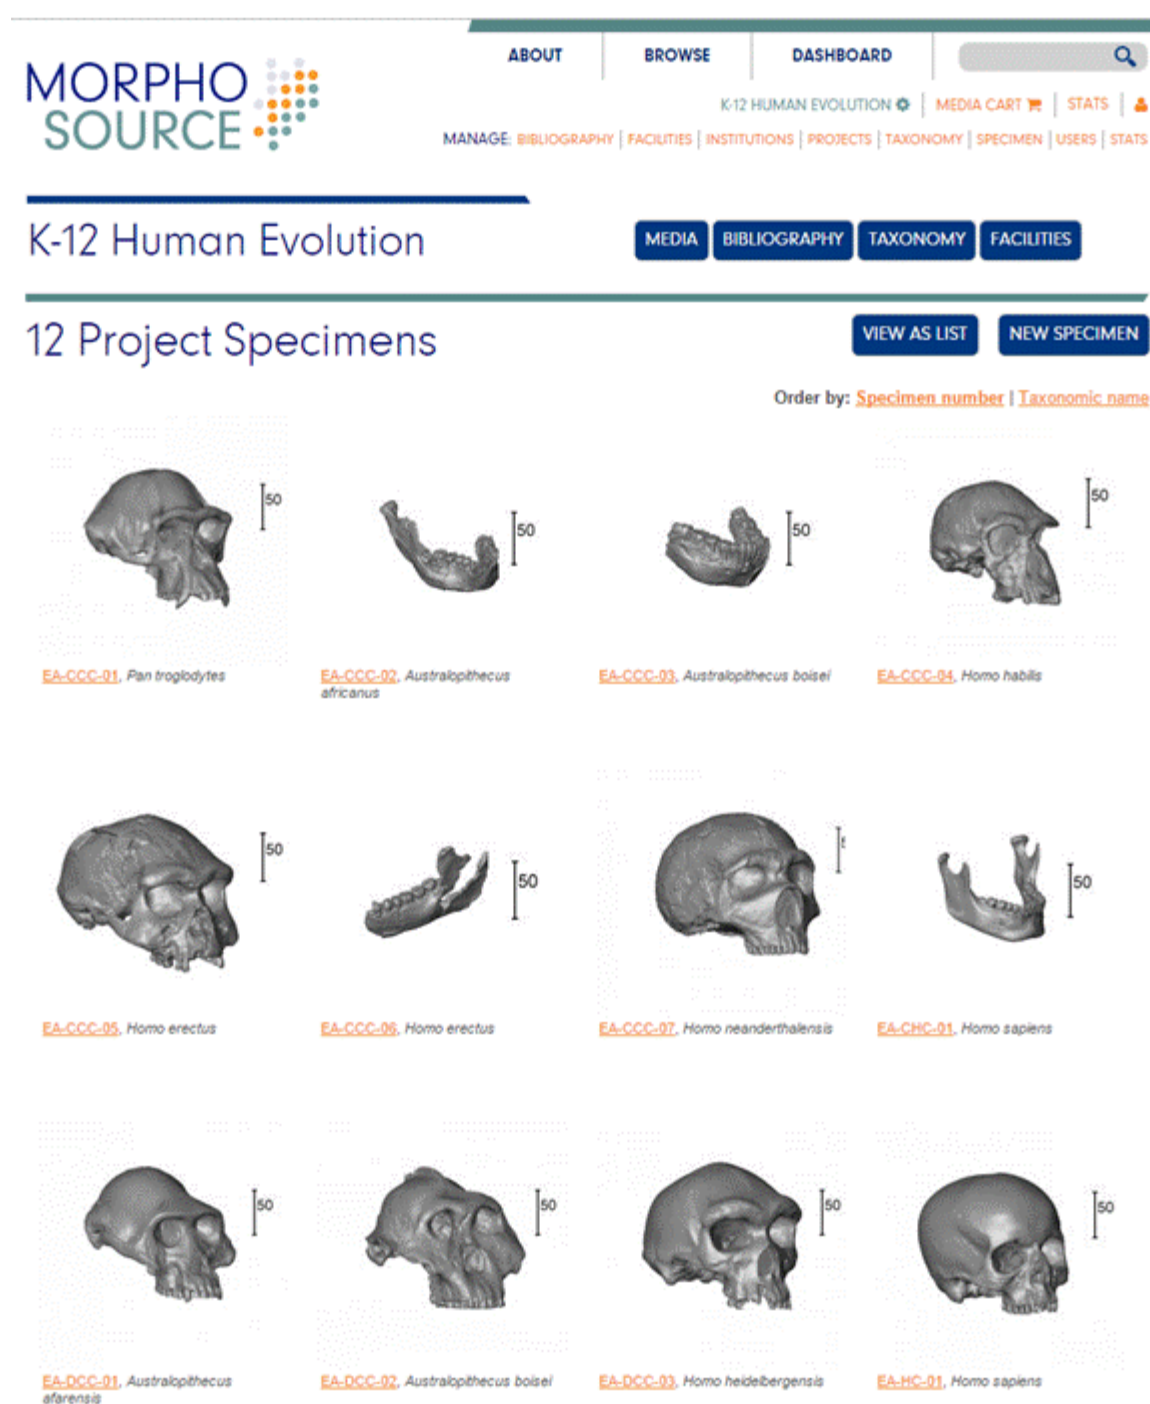 MORPHO
SOURCE
ABOUT BROWSE DASHBOARD
K-12 HUMAN EVOLUTION MEDIA CART STATS
MANAGE: BIBLIOGRAPHY FACILITIES INSTITUTIONS PROJECTS TAXONOMY SPECIMEN USERS STATS
K-12 Human Evolution
MEDIA BIBLIOGRAPHY TAXONOMY FACILITIES
12 Project Specimens
VIEW AS LIST NEW SPECIMEN
Order by: Specimen number | Taxonomic name
50 50 50 50
EA-CCC-01, Pan troglodytes
EA-CCC-02, Australopithecus
africanus
EA-CCC-03, Australopithecus boisei
EA-CCC-04, Homo habilis
50 50 50
EA-CCC-05, Homo erectus
EA-CCC-06, Homo erectus
EA-CCC-07, Homo neanderthalensis
EA-CHC-01, Homo sapiens
50 50 50 50
EA-DCC-01, Australopithecus
afarensis
EA-DCC-02, Australopithecus boisei
EA-DCC-03, Homo heidelbergensis
EA-HC-01, Homo sapiens